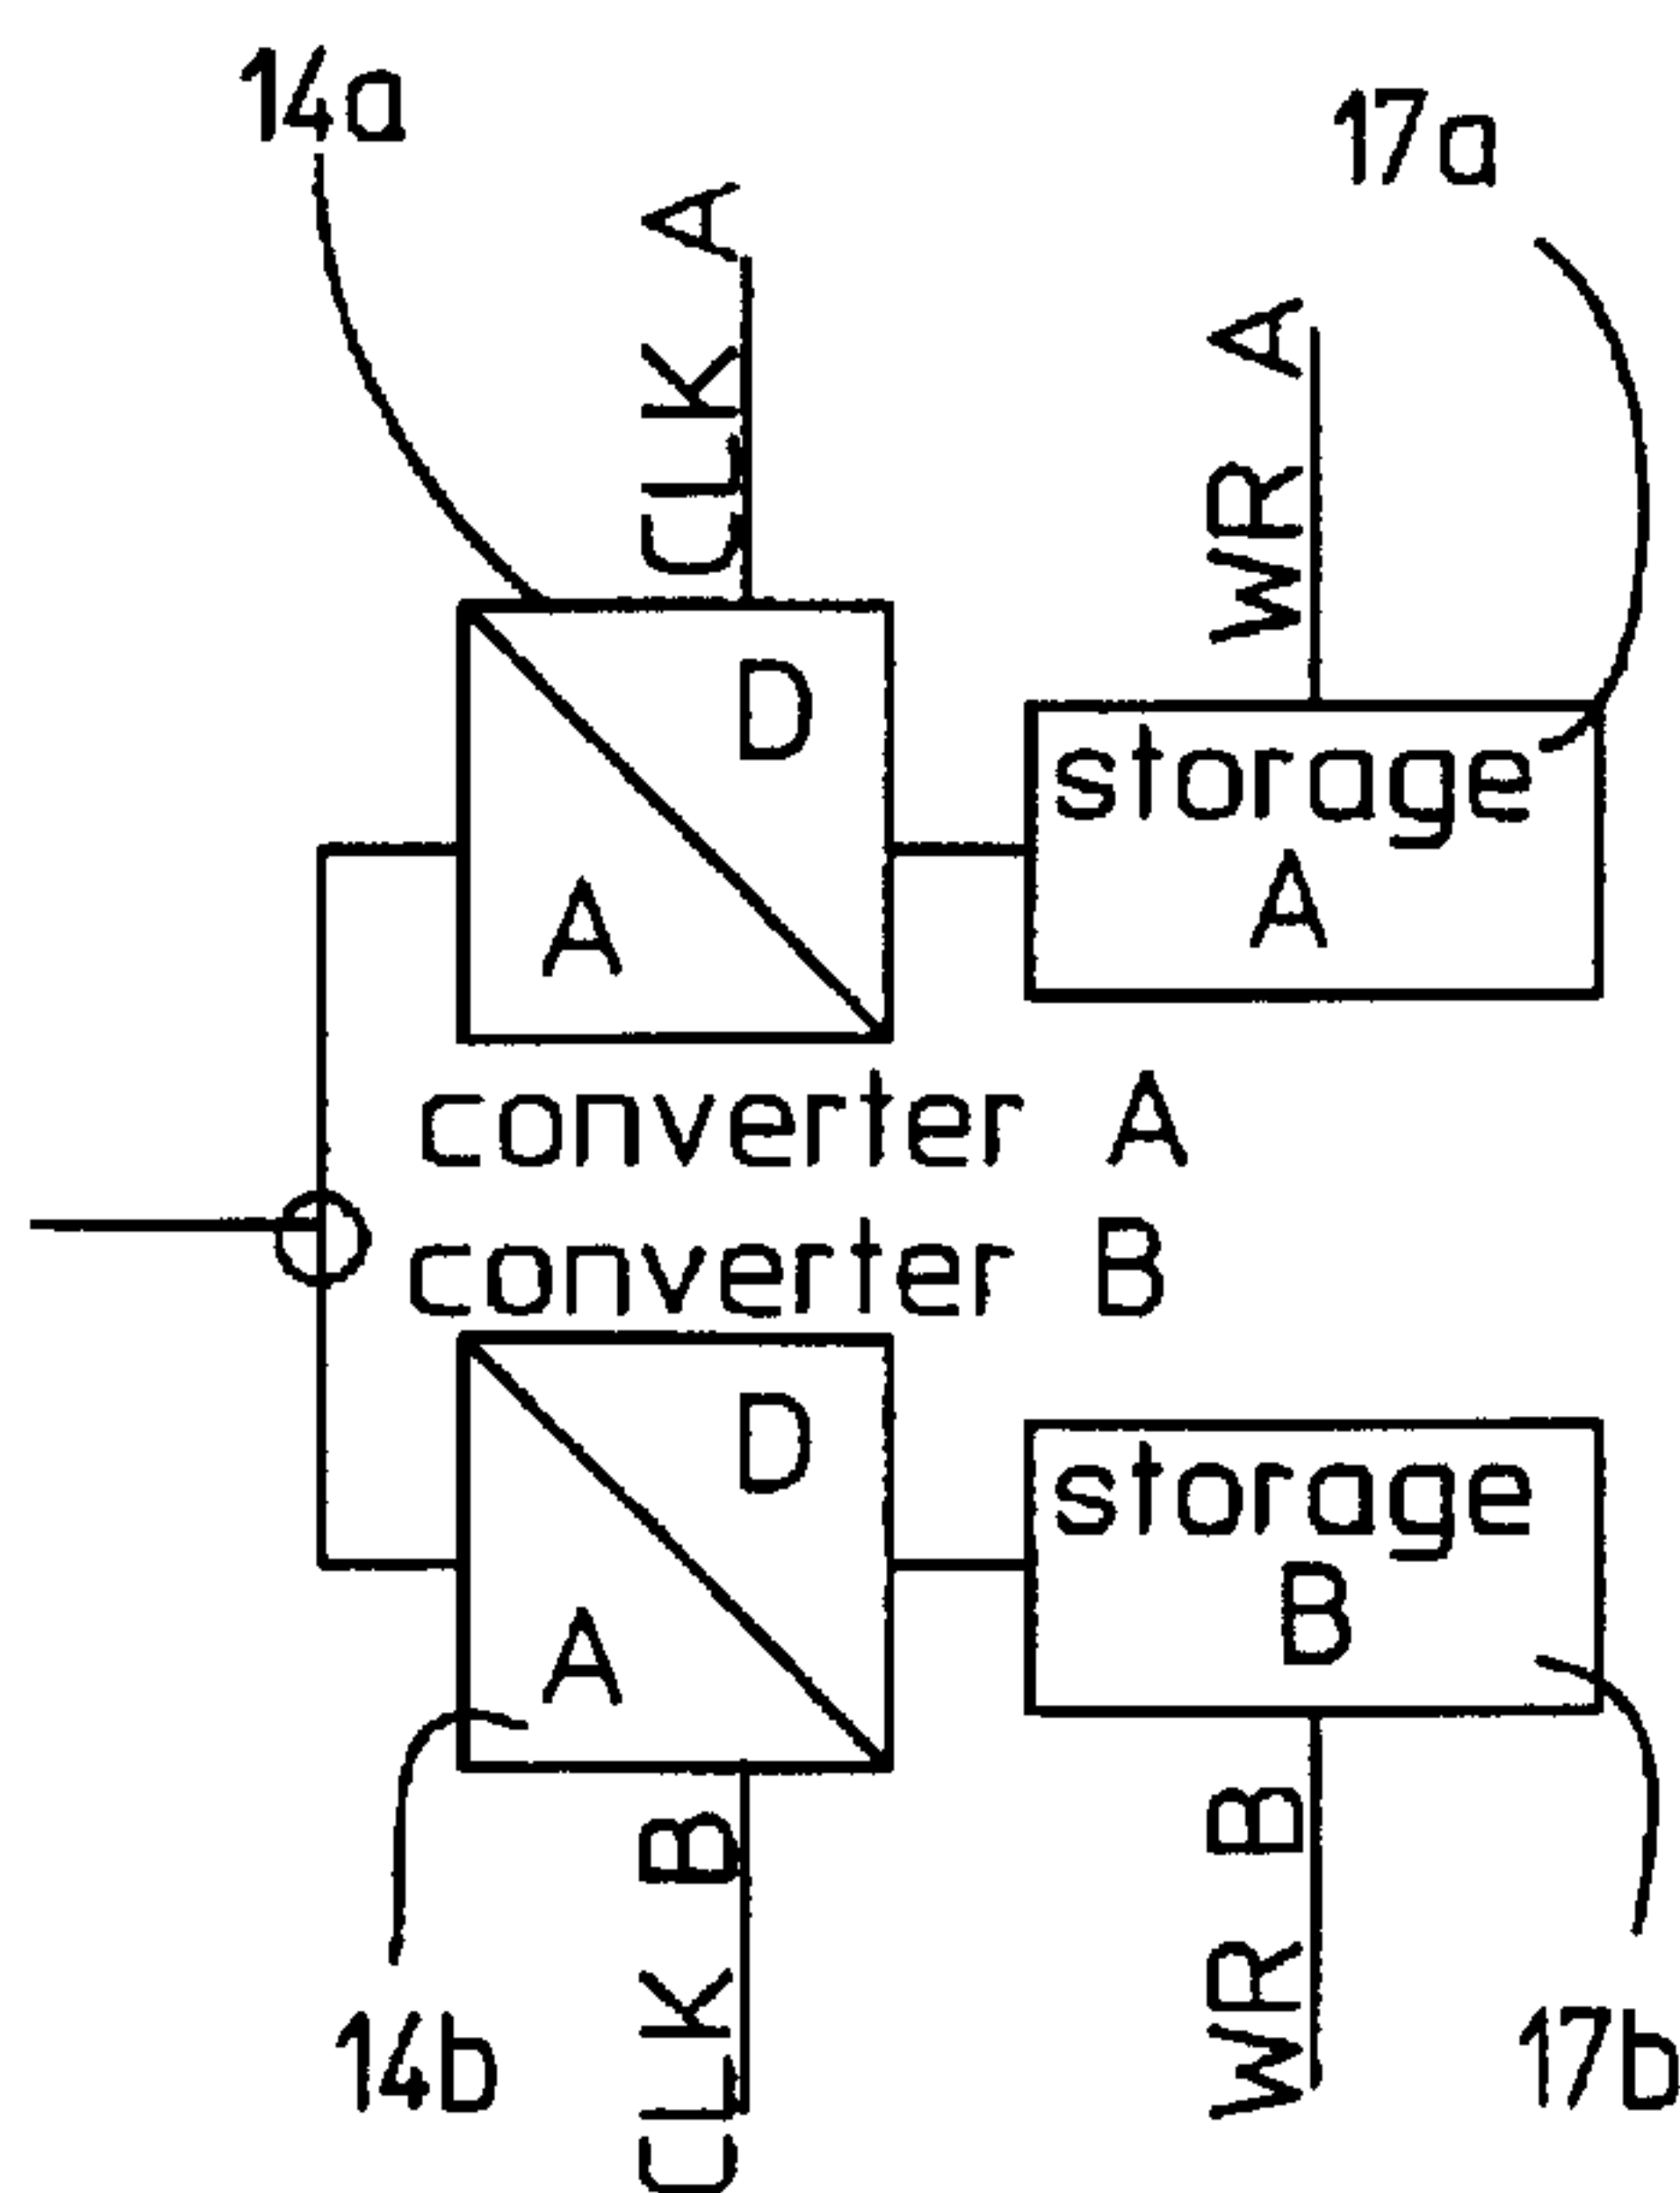 14a
17a
CLK A
WR A
D
A
storage
A
converter A
converter B
D
A
storage
B
14b
CLK B
WR B
17b